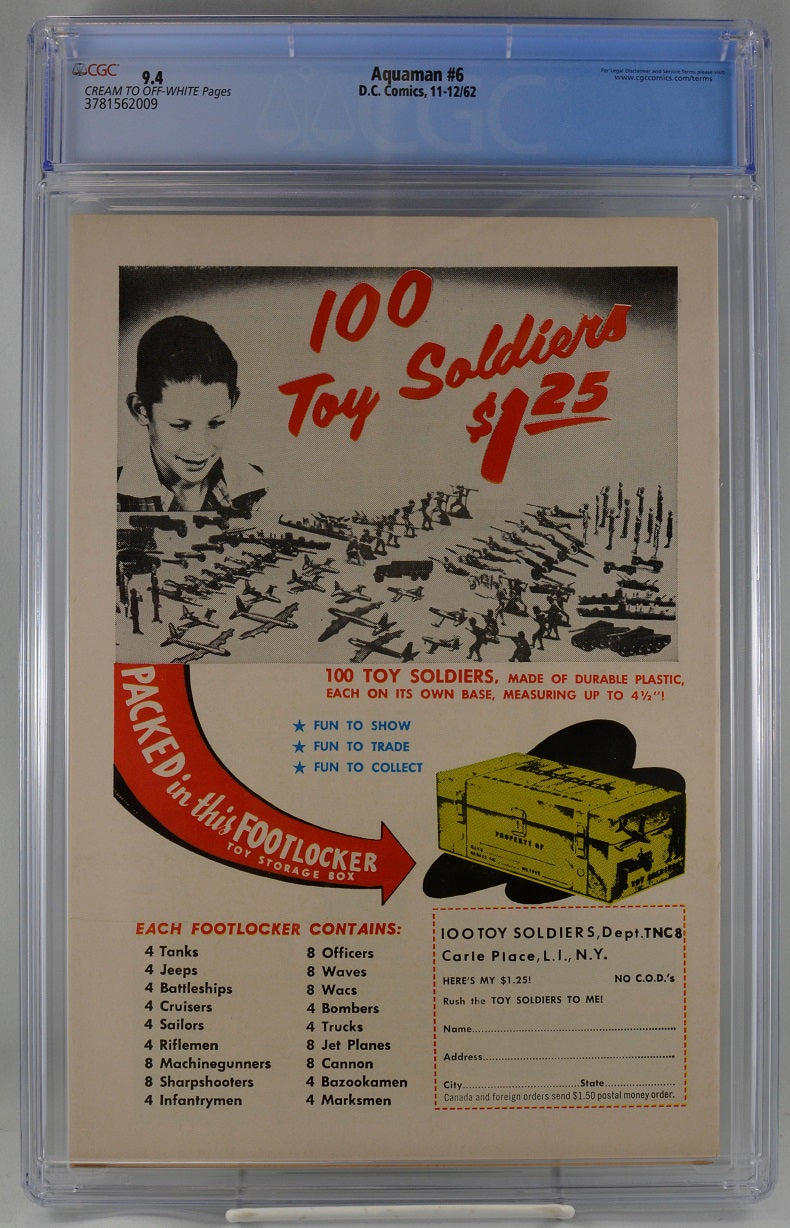 CGC 9.4
CREAM TO OFF-WHITE Pages
3781562009
Aquaman #6
D.C. Comics, 11-12/62
For Legal Disclaimer and Service Terms please visit:
www.cgccomics.com/terms
CGC
100
Toy Soldiers
$1 25
100 TOY SOLDIERS, MADE OF DURABLE PLASTIC,
EACH ON ITS OWN BASE, MEASURING UP TO 4½"!
★ FUN TO SHOW
★ FUN TO TRADE
★ FUN TO COLLECT
PACKED in this FOOTLOCKER
TOY STORAGE BOX
PROPERTY OF
TOY SOLDIERS
EACH FOOTLOCKER CONTAINS:
4 Tanks
4 Jeeps
4 Battleships
4 Cruisers
4 Sailors
4 Riflemen
8 Machinegunners
8 Sharpshooters
4 Infantrymen
8 Officers
8 Waves
8 Wacs
4 Bombers
4 Trucks
8 Jet Planes
8 Cannon
4 Bazookamen
4 Marksmen
100 TOY SOLDIERS, Dept. TNC8
Carle Place, L.I., N.Y.
HERE'S MY $1.25! NO C.O.D.'s
Rush the TOY SOLDIERS TO ME!
Name
Address
City State
Canada and foreign orders send $1.50 postal money order.